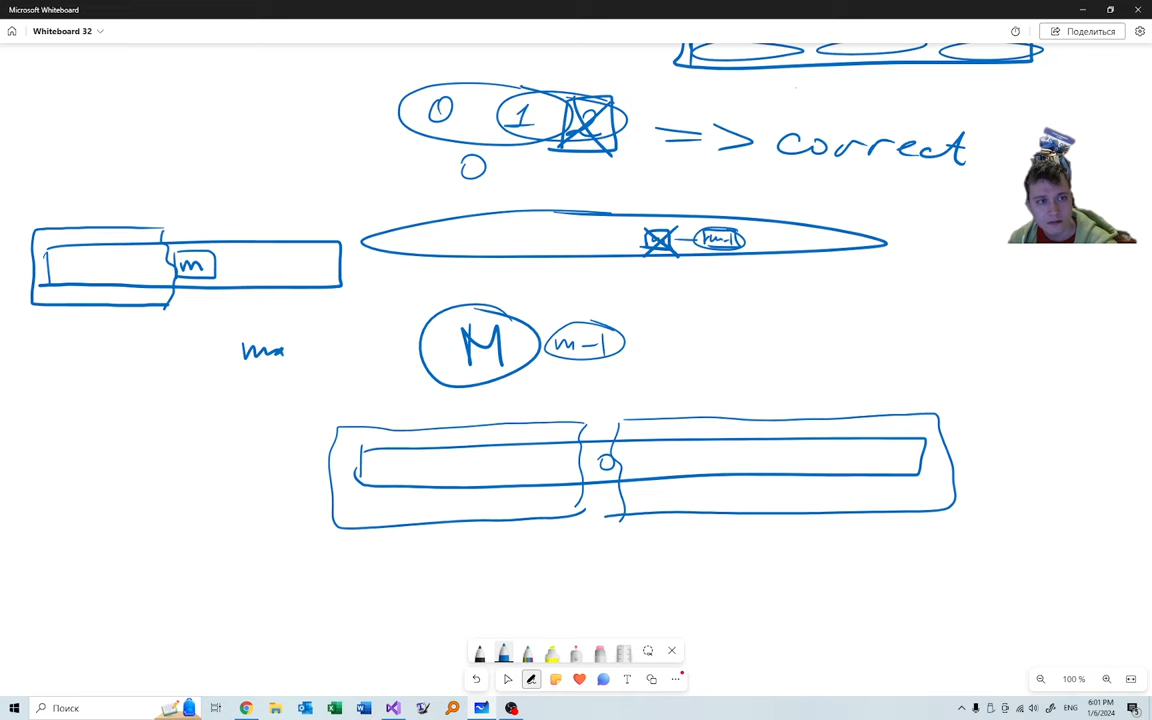 Microsoft Whiteboard
Whiteboard 32
Поделиться
0 1 2 => correct
0
m
m-1
M m-1
0
100 %
Поиск
ENG
6:01 PM
1/6/2024
5